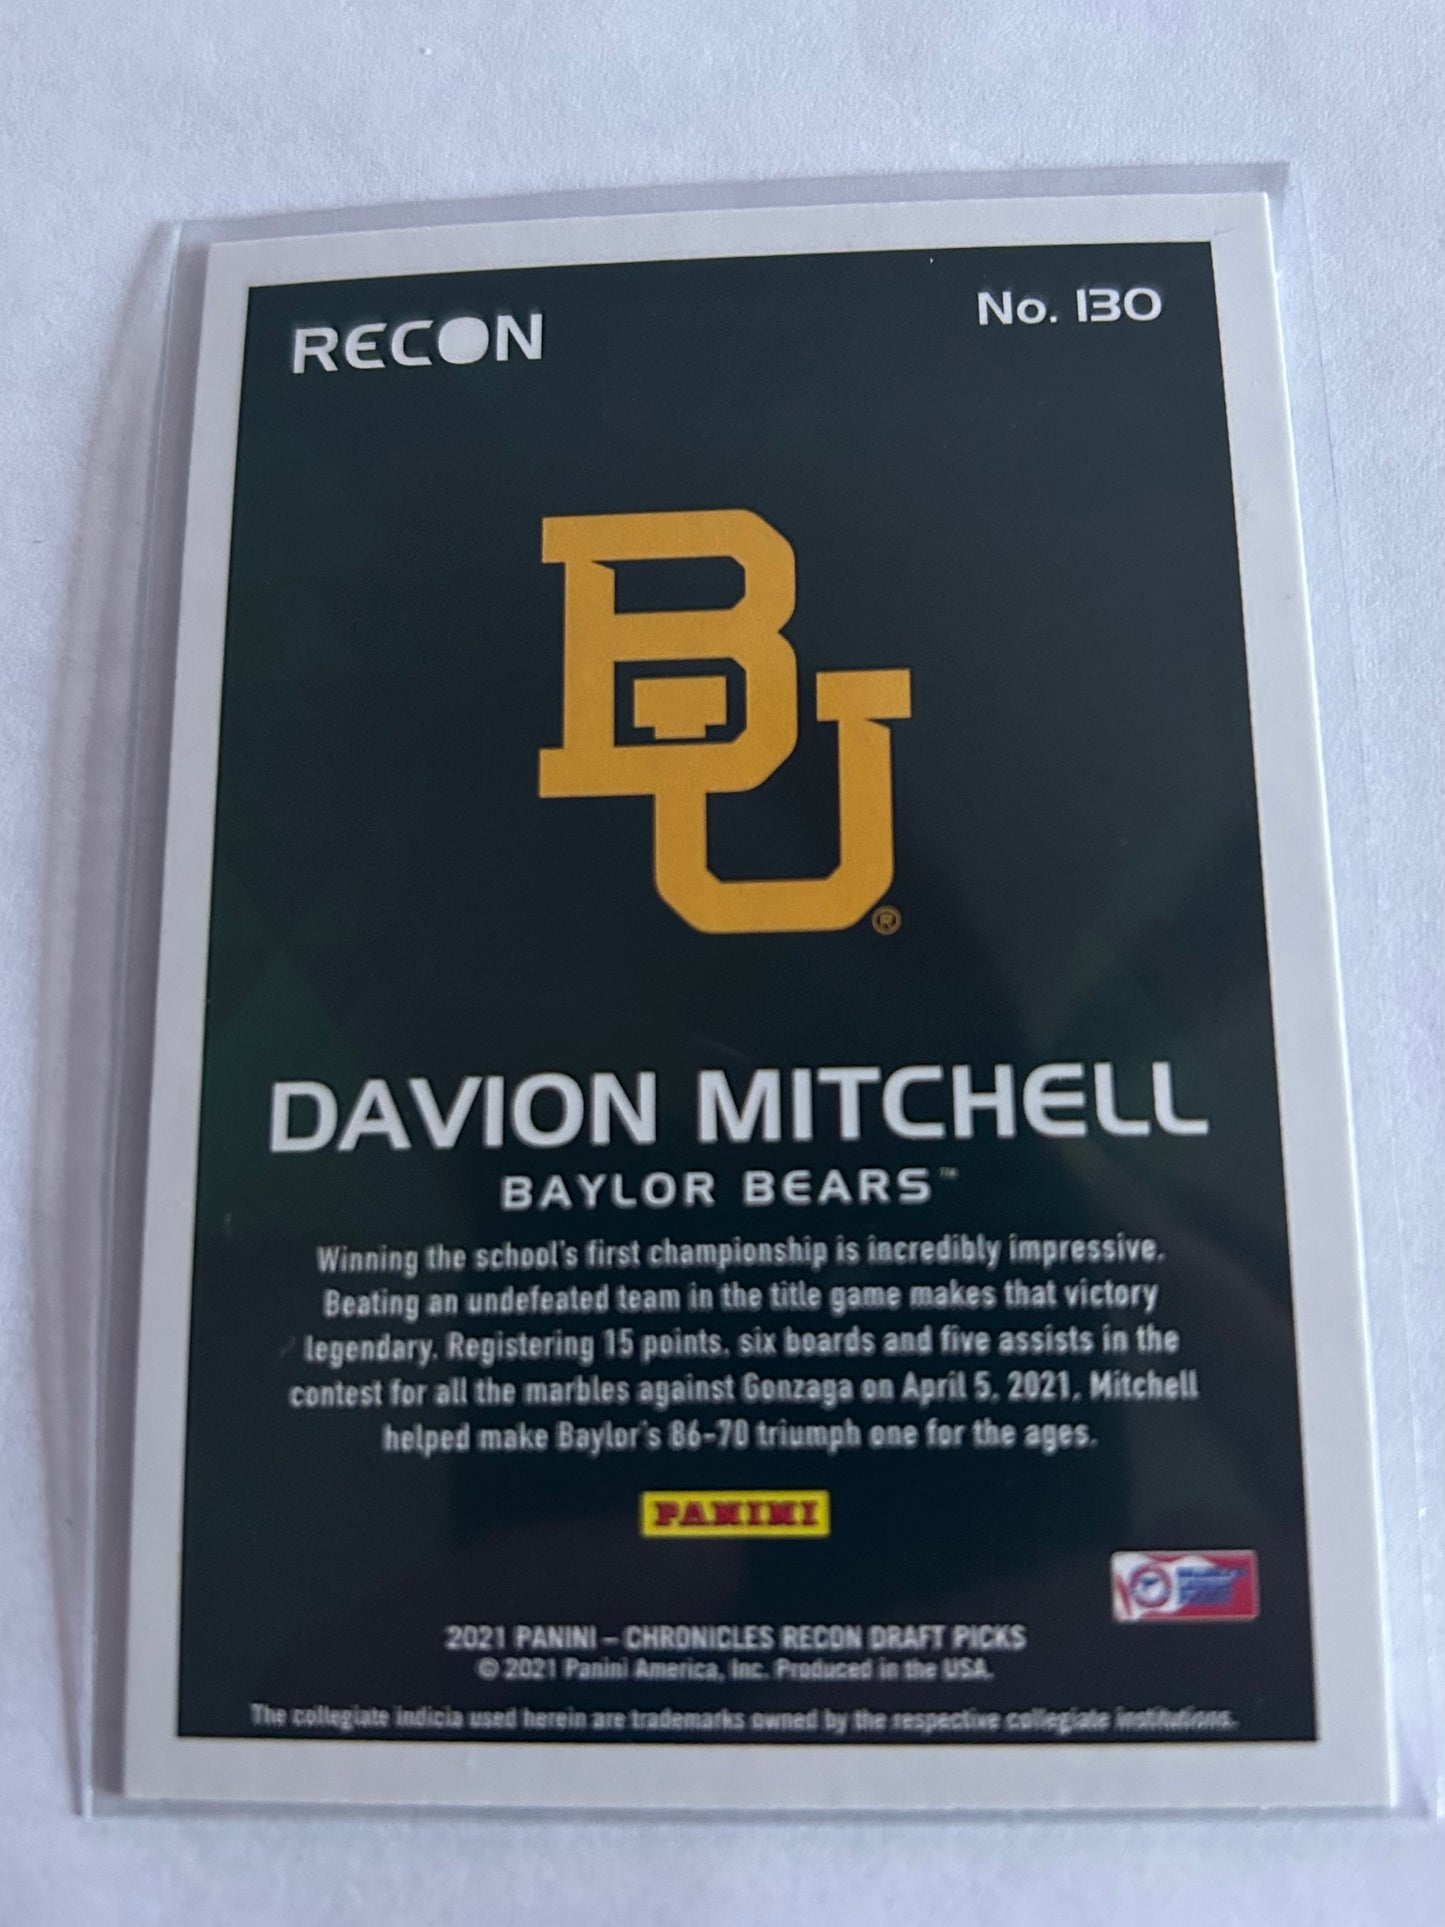 RECON
No. 130
BU
®
DAVION MITCHELL
BAYLOR BEARS™
Winning the school's first championship is incredibly impressive.
Beating an undefeated team in the title game makes that victory
legendary. Registering 15 points, six boards and five assists in the
contest for all the marbles against Gonzaga on April 5, 2021, Mitchell
helped make Baylor's 86-70 triumph one for the ages.
PANINI
2021 PANINI – CHRONICLES RECON DRAFT PICKS
© 2021 Panini America, Inc. Produced in the USA.
The collegiate indicia used herein are trademarks owned by the respective collegiate institutions.